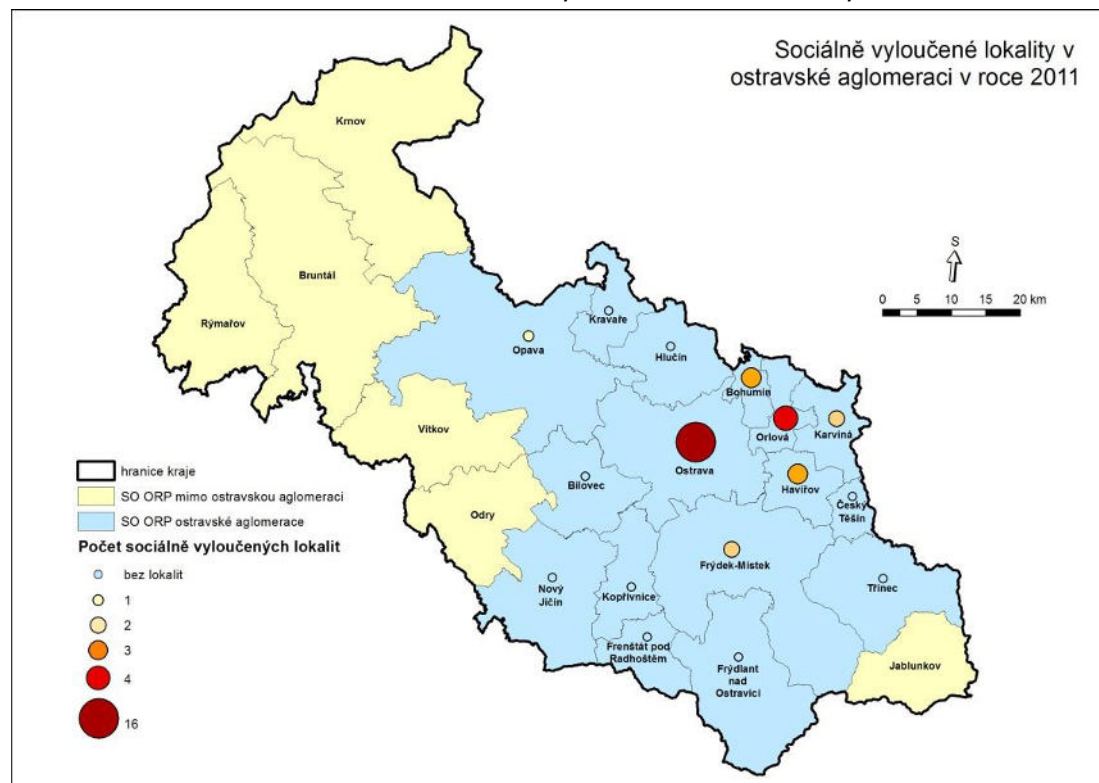 Sociálně vyloučené lokality v
ostravské aglomeraci v roce 2011
Krnov
Bruntál
Rýmařov
S
0 5 10 15 20 km
Kravaře
Opava
Hlučín
Bohumín
Orlová
Karviná
Vítkov
Ostrava
Havířov
Bílovec
Český
Těšín
Odry
Frýdek-Místek
Nový
Jičín
Kopřivnice
Třinec
Frenštát pod
Radhoštěm
Frýdlant
nad
Ostravicí
Jablunkov
hranice kraje
SO ORP mimo ostravskou aglomeraci
SO ORP ostravské aglomerace
Počet sociálně vyloučených lokalit
bez lokalit
1
2
3
4
16